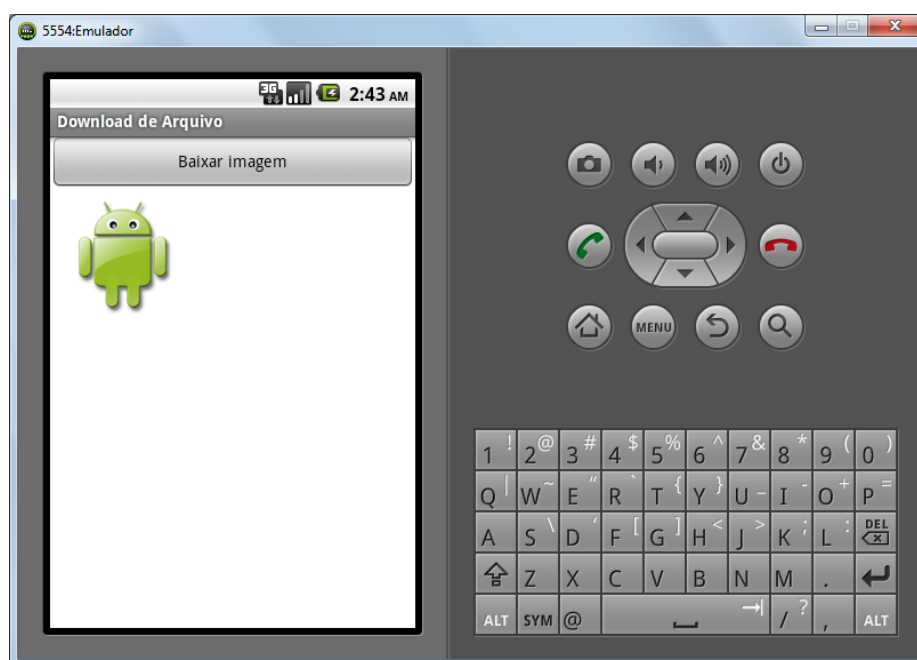 5554:Emulador
3G 2:43 AM
Download de Arquivo
Baixar imagem
MENU
1 ! 2 @ 3 # 4 $ 5 % 6 ^ 7 & 8 * 9 ( 0 )
Q | W ~ E " R ` T { Y } U - I - O + P =
A S \ D ' F [ G ] H < J > K ; L : DEL
Z X C V B N M .
ALT SYM @ / ? , ALT